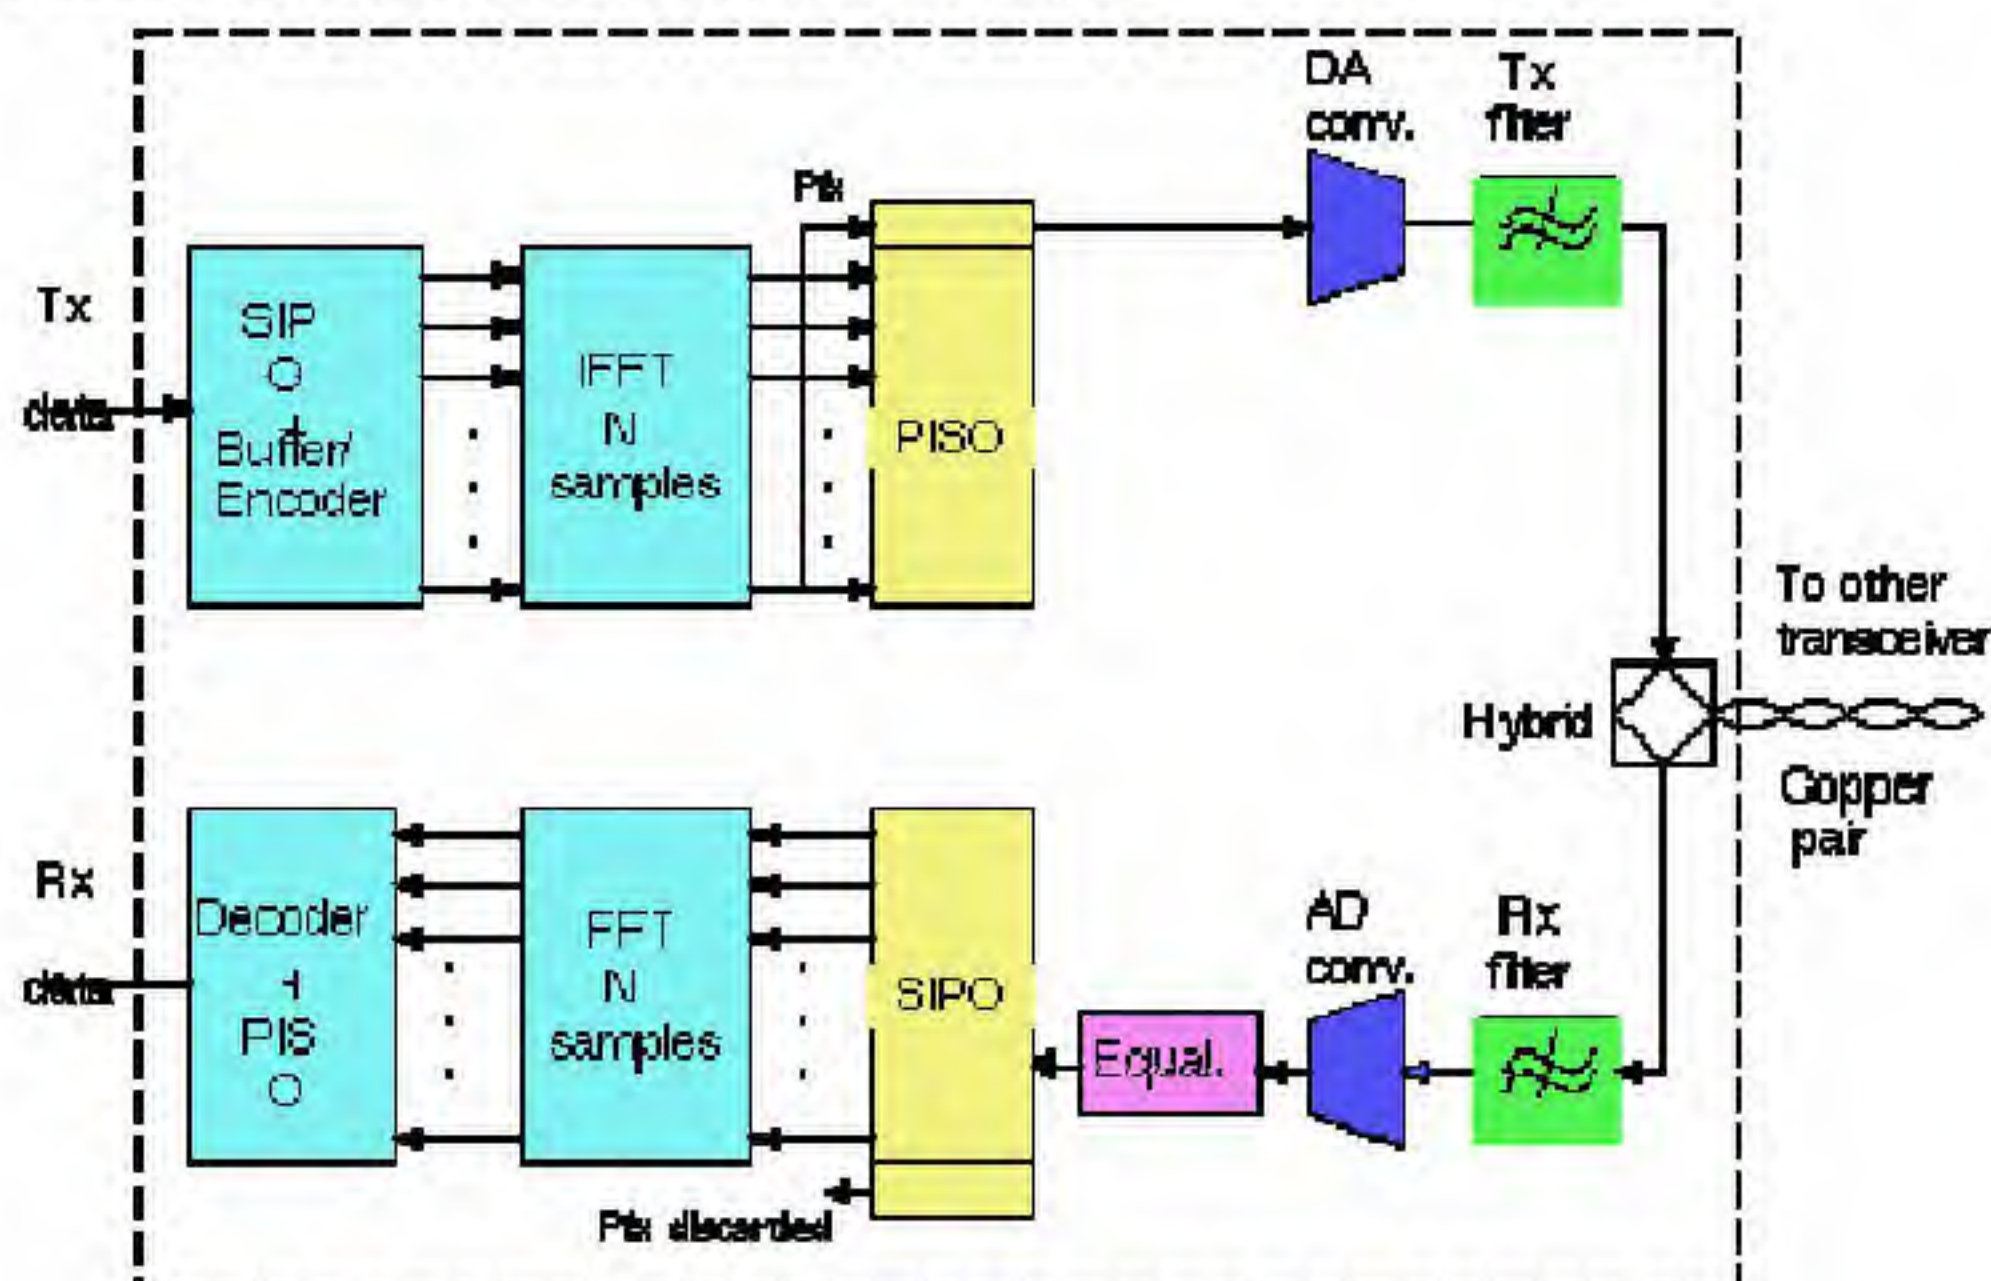 DA
conv.
Tx
filter
Pfx
Tx
data
SIP
O
+
Buffer/
Encoder
IFFT
N
samples
PISO
To other
transceiver
Hybrid
Copper
pair
Rx
data
Decoder
+
PIS
O
FFT
N
samples
SIPO
Equal.
AD
conv.
Rx
filter
Pfx discarded